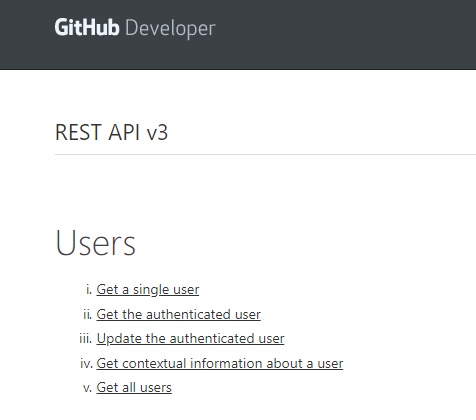 GitHub Developer
REST API v3
Users
i. Get a single user
ii. Get the authenticated user
iii. Update the authenticated user
iv. Get contextual information about a user
v. Get all users